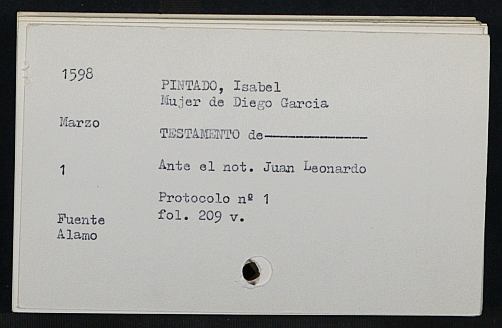 1598
PINTADO, Isabel
Mujer de Diego Garcia
Marzo
TESTAMENTO de--------------
1
Ante el not. Juan Leonardo
Protocolo nº 1
Fuente
fol. 209 v.
Alamo